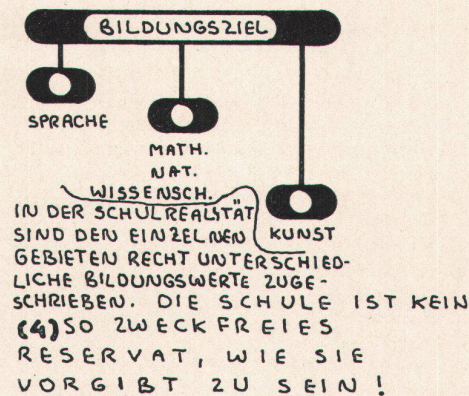 BILDUNGSZIEL
SPRACHE
MATH.
NAT.
WISSENSCH.
KUNST
IN DER SCHULREALITÄT
SIND DEN EINZELNEN
GEBIETEN RECHT UNTERSCHIED-
LICHE BILDUNGSWERTE ZUGE-
SCHRIEBEN. DIE SCHULE IST KEIN
(4) SO ZWECKFREIES
RESERVAT, WIE SIE
VORGIBT ZU SEIN!